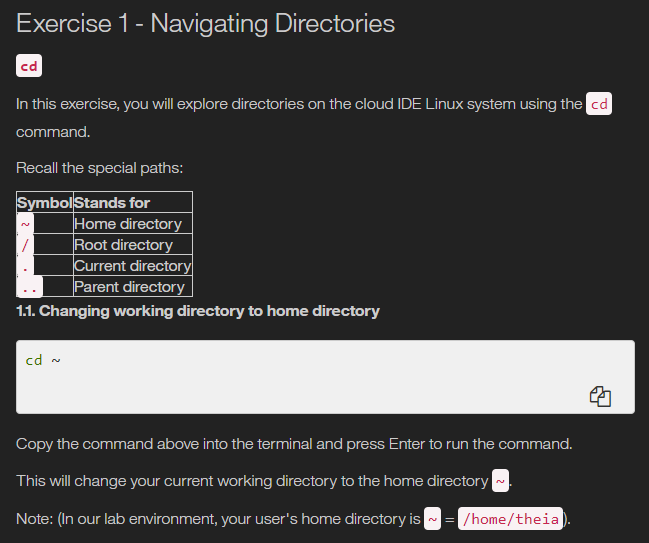 Exercise 1 - Navigating Directories
cd
In this exercise, you will explore directories on the cloud IDE Linux system using the cd
command.
Recall the special paths:
Symbol Stands for
~ Home directory
/ Root directory
. Current directory
.. Parent directory
1.1. Changing working directory to home directory
cd ~
Copy the command above into the terminal and press Enter to run the command.
This will change your current working directory to the home directory ~.
Note: (In our lab environment, your user's home directory is ~ = /home/theia).